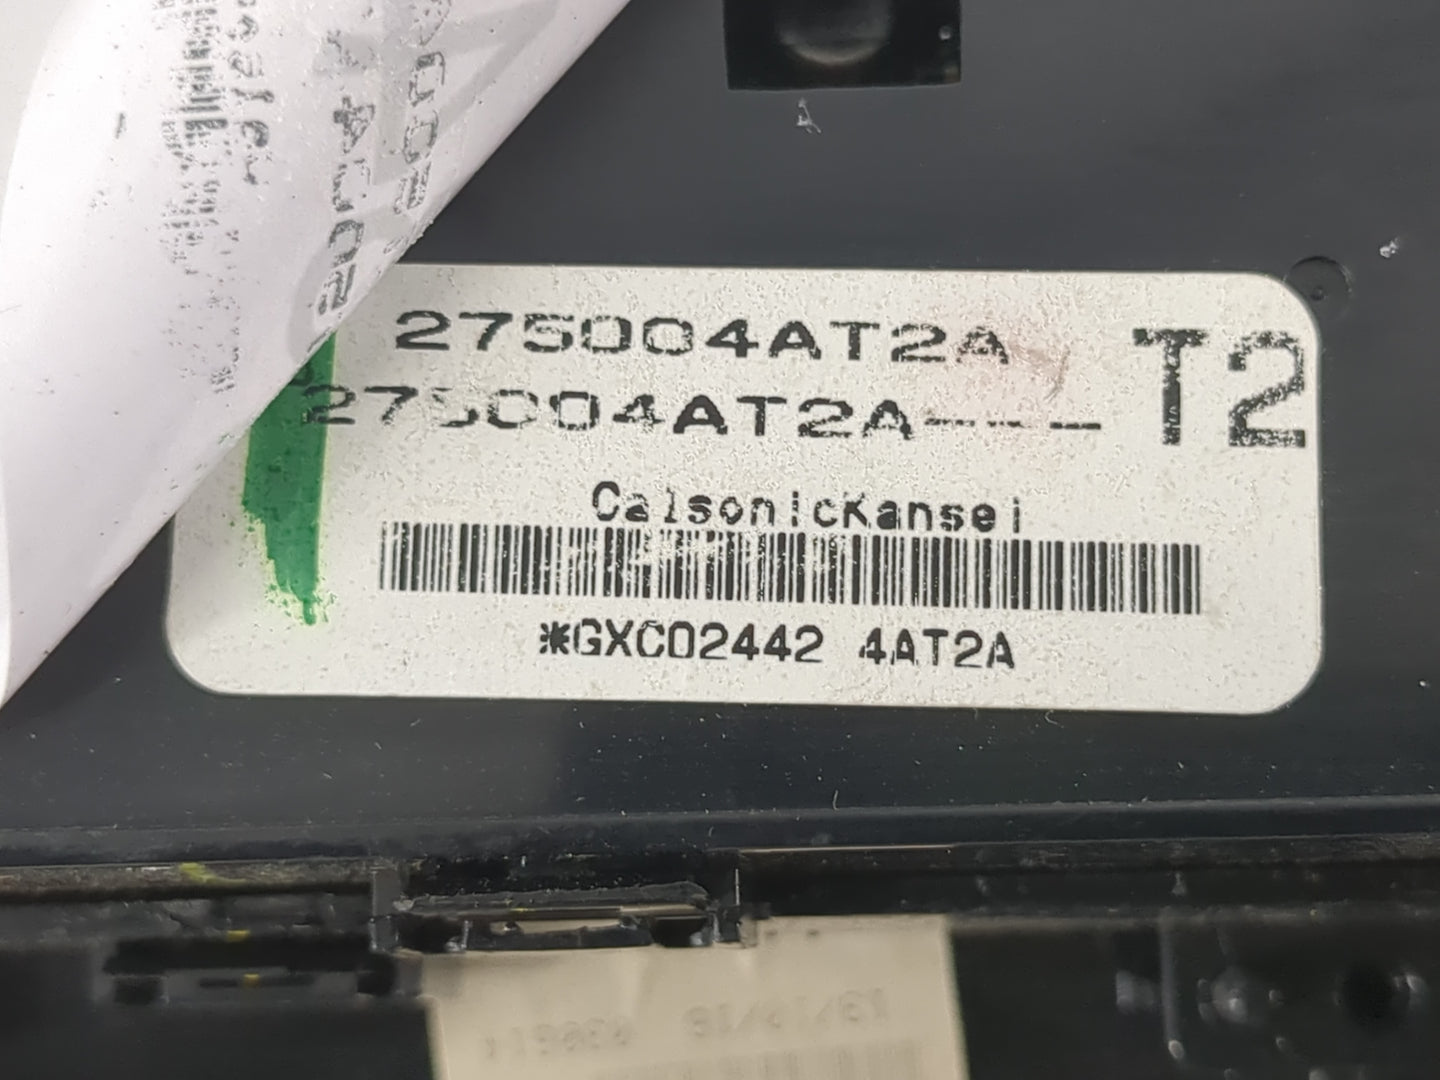 275004AT2A
T2
275004AT2A---
CalsonicKansei
*GXC02442 4AT2A